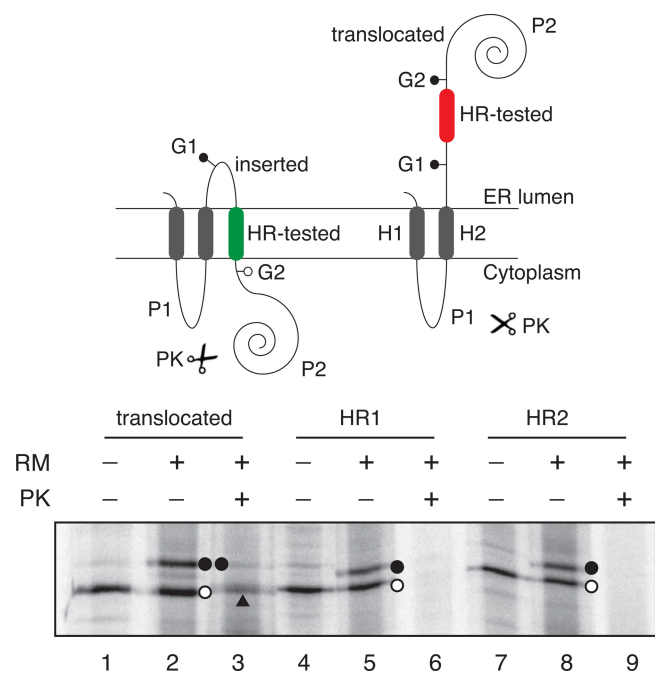 translocated P2
G2
HR-tested
G1 inserted G1
ER lumen
HR-tested H1 H2
G2 Cytoplasm
P1 P1 PK
PK P2
translocated HR1 HR2
RM – + + – + + – + +
PK – – + – – + – – +
1 2 3 4 5 6 7 8 9